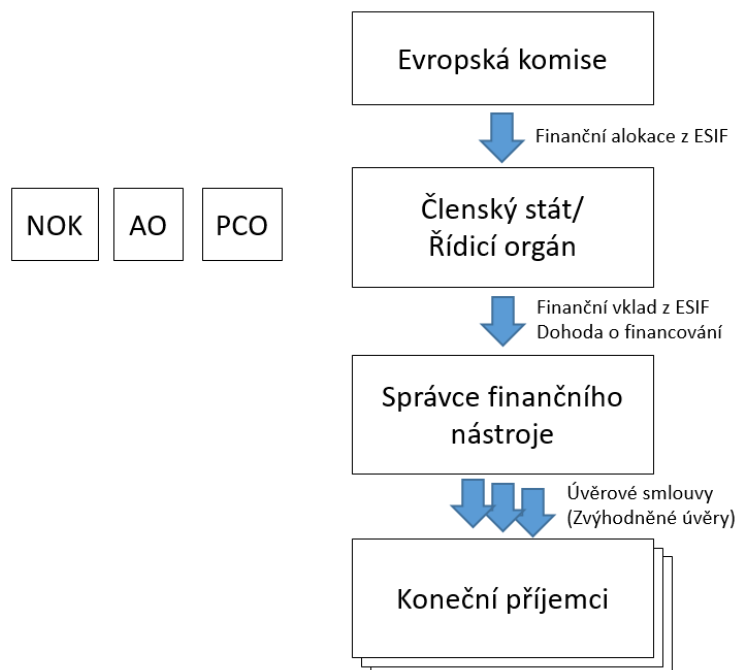 Evropská komise
Finanční alokace z ESIF
NOK
AO
PCO
Členský stát/
Řídicí orgán
Finanční vklad z ESIF
Dohoda o financování
Správce finančního
nástroje
Úvěrové smlouvy
(Zvýhodněné úvěry)
Koneční příjemci